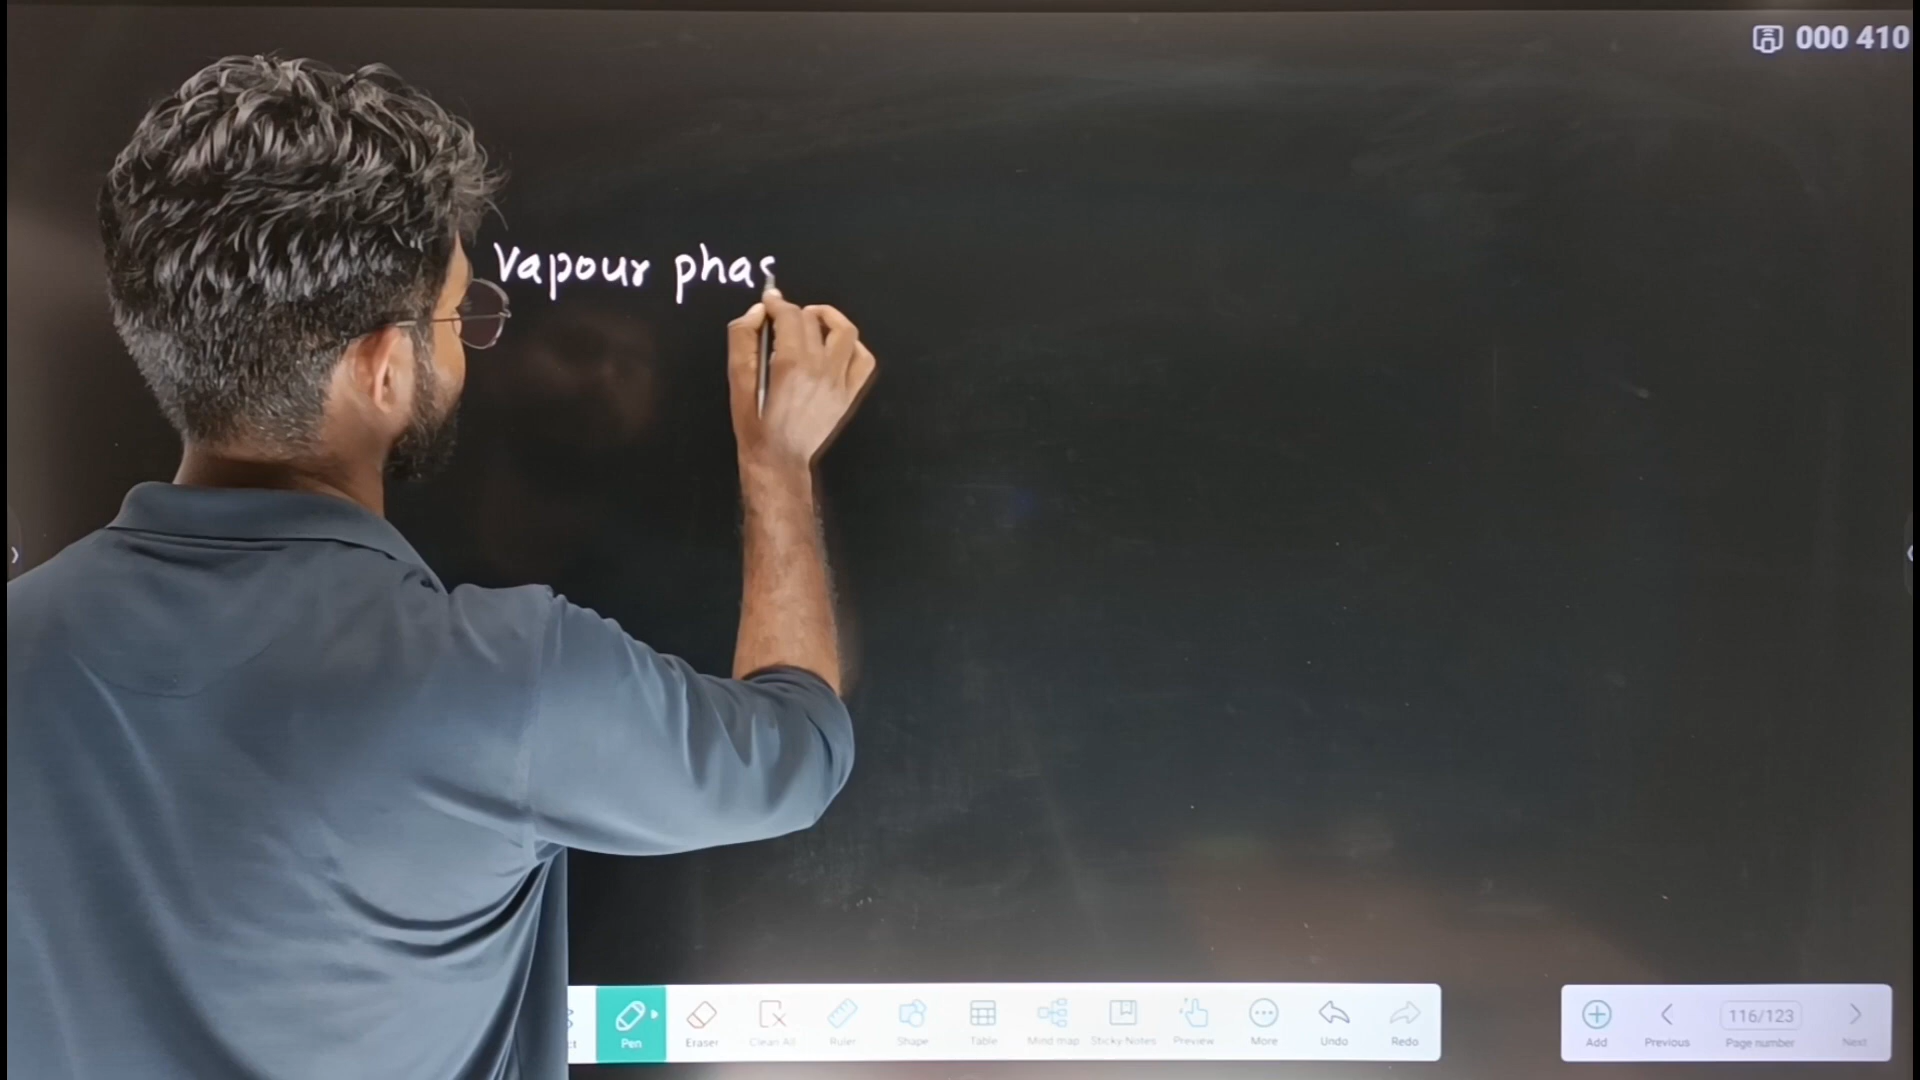 000 410
Vapour phas
ct Pen Eraser Clean All Ruler Shape Table Mind map Sticky Notes Preview More Undo Redo
Add Previous 116/123 Page number Next